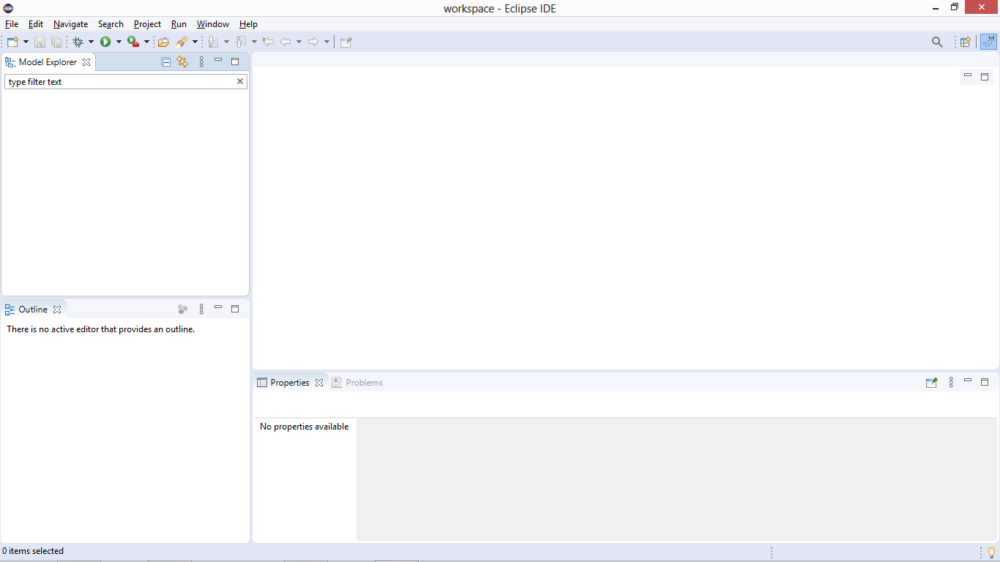 workspace - Eclipse IDE
File Edit Navigate Search Project Run Window Help
M
Model Explorer
type filter text
Outline
There is no active editor that provides an outline.
Properties Problems
No properties available
0 items selected